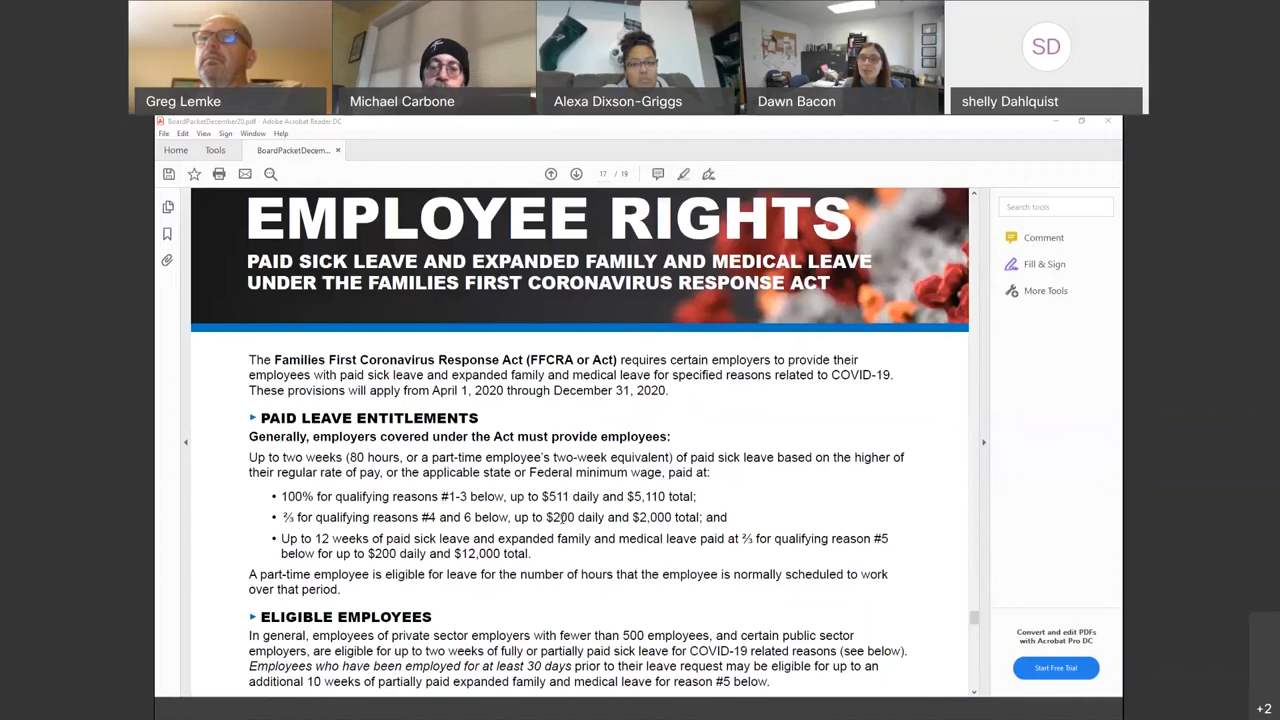 SD
Greg Lemke
Michael Carbone
Alexa Dixson-Griggs
Dawn Bacon
shelly Dahlquist
BoardPacketDecember20.pdf - Adobe Acrobat Reader DC
File Edit View Sign Window Help
Home Tools BoardPacketDecem... ×
17 / 19
Search tools
Comment
Fill & Sign
More Tools
EMPLOYEE RIGHTS
PAID SICK LEAVE AND EXPANDED FAMILY AND MEDICAL LEAVE
UNDER THE FAMILIES FIRST CORONAVIRUS RESPONSE ACT
The Families First Coronavirus Response Act (FFCRA or Act) requires certain employers to provide their
employees with paid sick leave and expanded family and medical leave for specified reasons related to COVID-19.
These provisions will apply from April 1, 2020 through December 31, 2020.
► PAID LEAVE ENTITLEMENTS
Generally, employers covered under the Act must provide employees:
Up to two weeks (80 hours, or a part-time employee's two-week equivalent) of paid sick leave based on the higher of
their regular rate of pay, or the applicable state or Federal minimum wage, paid at:
• 100% for qualifying reasons #1-3 below, up to $511 daily and $5,110 total;
• ⅔ for qualifying reasons #4 and 6 below, up to $200 daily and $2,000 total; and
• Up to 12 weeks of paid sick leave and expanded family and medical leave paid at ⅔ for qualifying reason #5
below for up to $200 daily and $12,000 total.
A part-time employee is eligible for leave for the number of hours that the employee is normally scheduled to work
over that period.
► ELIGIBLE EMPLOYEES
In general, employees of private sector employers with fewer than 500 employees, and certain public sector
employers, are eligible for up to two weeks of fully or partially paid sick leave for COVID-19 related reasons (see below).
Employees who have been employed for at least 30 days prior to their leave request may be eligible for up to an
additional 10 weeks of partially paid expanded family and medical leave for reason #5 below.
Convert and edit PDFs
with Acrobat Pro DC
Start Free Trial
+2